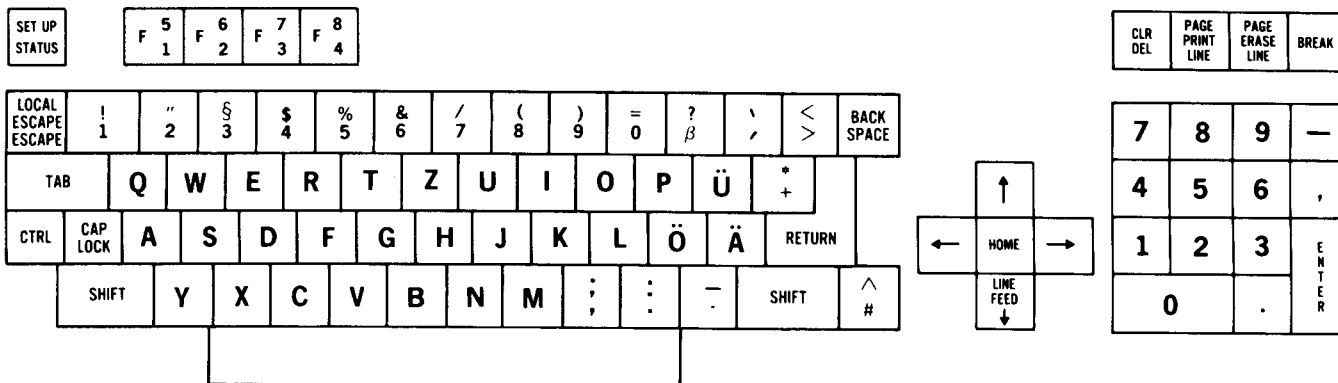 SET UP
STATUS
F 5 1
F 6 2
F 7 3
F 8 4
CLR
DEL
PAGE
PRINT
LINE
PAGE
ERASE
LINE
BREAK
LOCAL
ESCAPE
ESCAPE
! 1
" 2
§ 3
$ 4
% 5
& 6
/ 7
( 8
) 9
= 0
? β
` ´
< >
BACK
SPACE
TAB Q W E R T Z U I O P Ü * +
CTRL
CAP
LOCK
A S D F G H J K L Ö Ä RETURN
SHIFT Y X C V B N M ; , : . _ - SHIFT ^ #
↑
← HOME →
LINE
FEED
↓
7 8 9 —
4 5 6 ,
1 2 3 ENTER
0 .